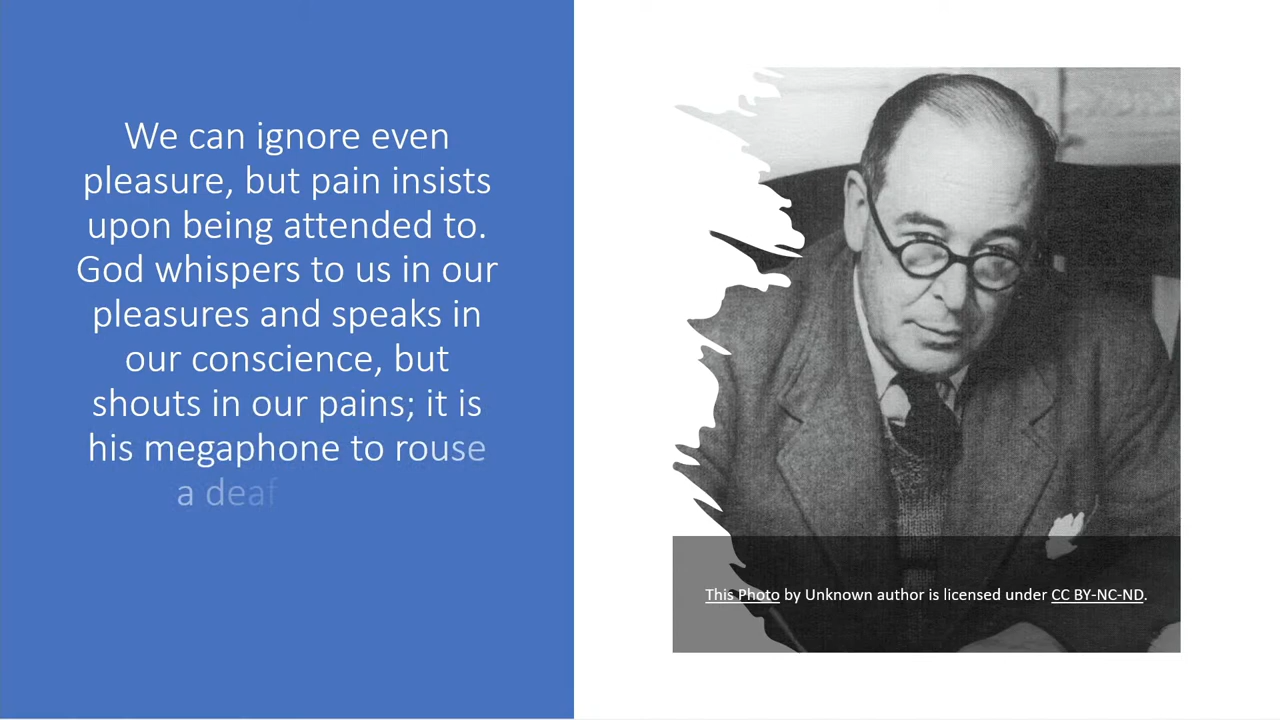 We can ignore even
pleasure, but pain insists
upon being attended to.
God whispers to us in our
pleasures and speaks in
our conscience, but
shouts in our pains; it is
his megaphone to rouse
a deaf
This Photo by Unknown author is licensed under CC BY-NC-ND.